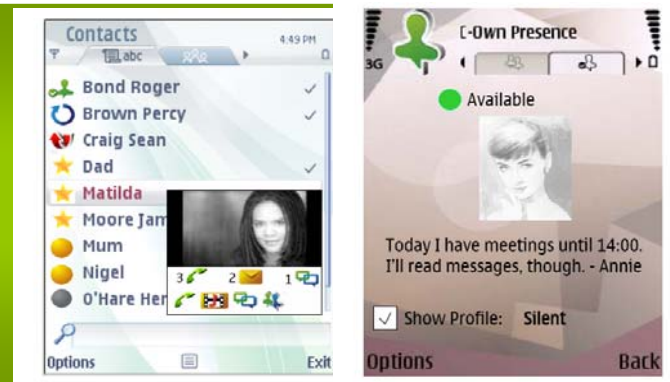 Contacts
4:49 PM
abc
Bond Roger
Brown Percy
Craig Sean
Dad
Matilda
Moore Jam
Mum
Nigel
O'Hare Her
3 2 1
Options
Exit
3G
C-Own Presence
Available
Today I have meetings until 14:00.
I'll read messages, though. - Annie
Show Profile: Silent
Options
Back